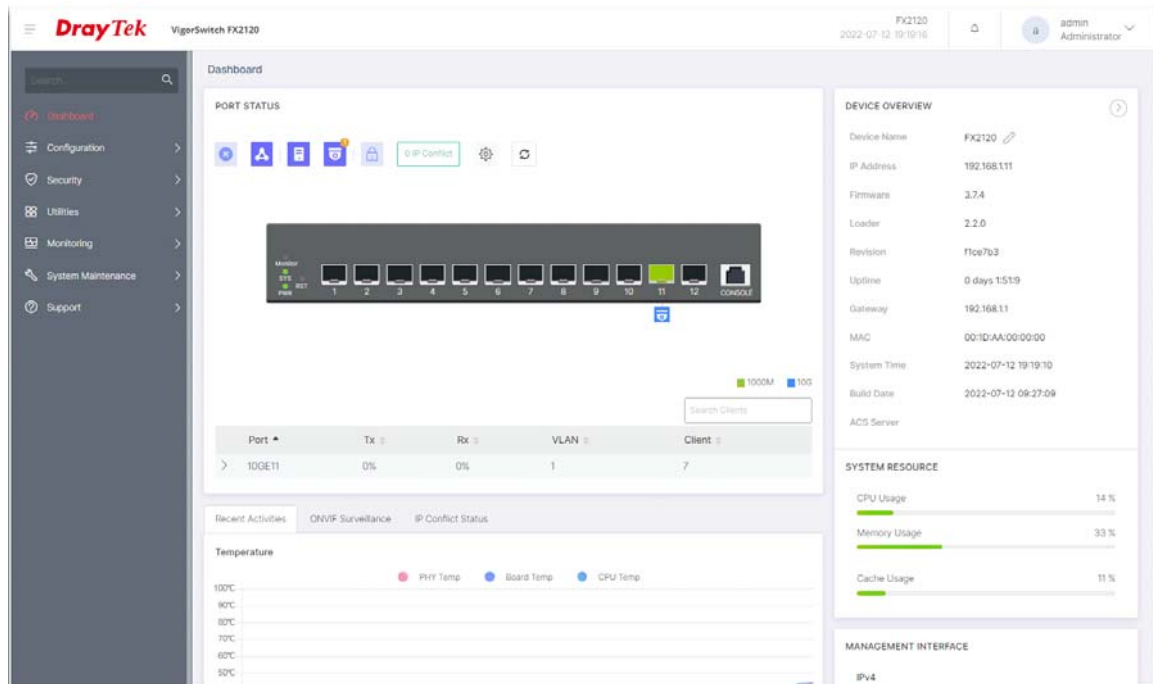 DrayTek
VigorSwitch FX2120
FX2120
2022-07-12 19:19:16
a
admin
Administrator
Search...
Dashboard
Configuration
Security
Utilities
Monitoring
System Maintenance
Support
Dashboard
PORT STATUS
1
0 IP Conflict
Monitor
SYS
RST
PWR
1 2 3 4 5 6 7 8 9 10 11 12 CONSOLE
1000M 10G
Search Clients
Port Tx Rx VLAN Client
10GE11 0% 0% 1 7
Recent Activities ONVIF Surveillance IP Conflict Status
Temperature
PHY Temp Board Temp CPU Temp
100°C
90°C
80°C
70°C
60°C
50°C
DEVICE OVERVIEW
Device Name FX2120
IP Address 192.168.1.11
Firmware 3.7.4
Loader 2.2.0
Revision f1ce7b3
Uptime 0 days 1:51:9
Gateway 192.168.1.1
MAC 00:1D:AA:00:00:00
System Time 2022-07-12 19:19:10
Build Date 2022-07-12 09:27:09
ACS Server
SYSTEM RESOURCE
CPU Usage 14 %
Memory Usage 33 %
Cache Usage 11 %
MANAGEMENT INTERFACE
IPv4